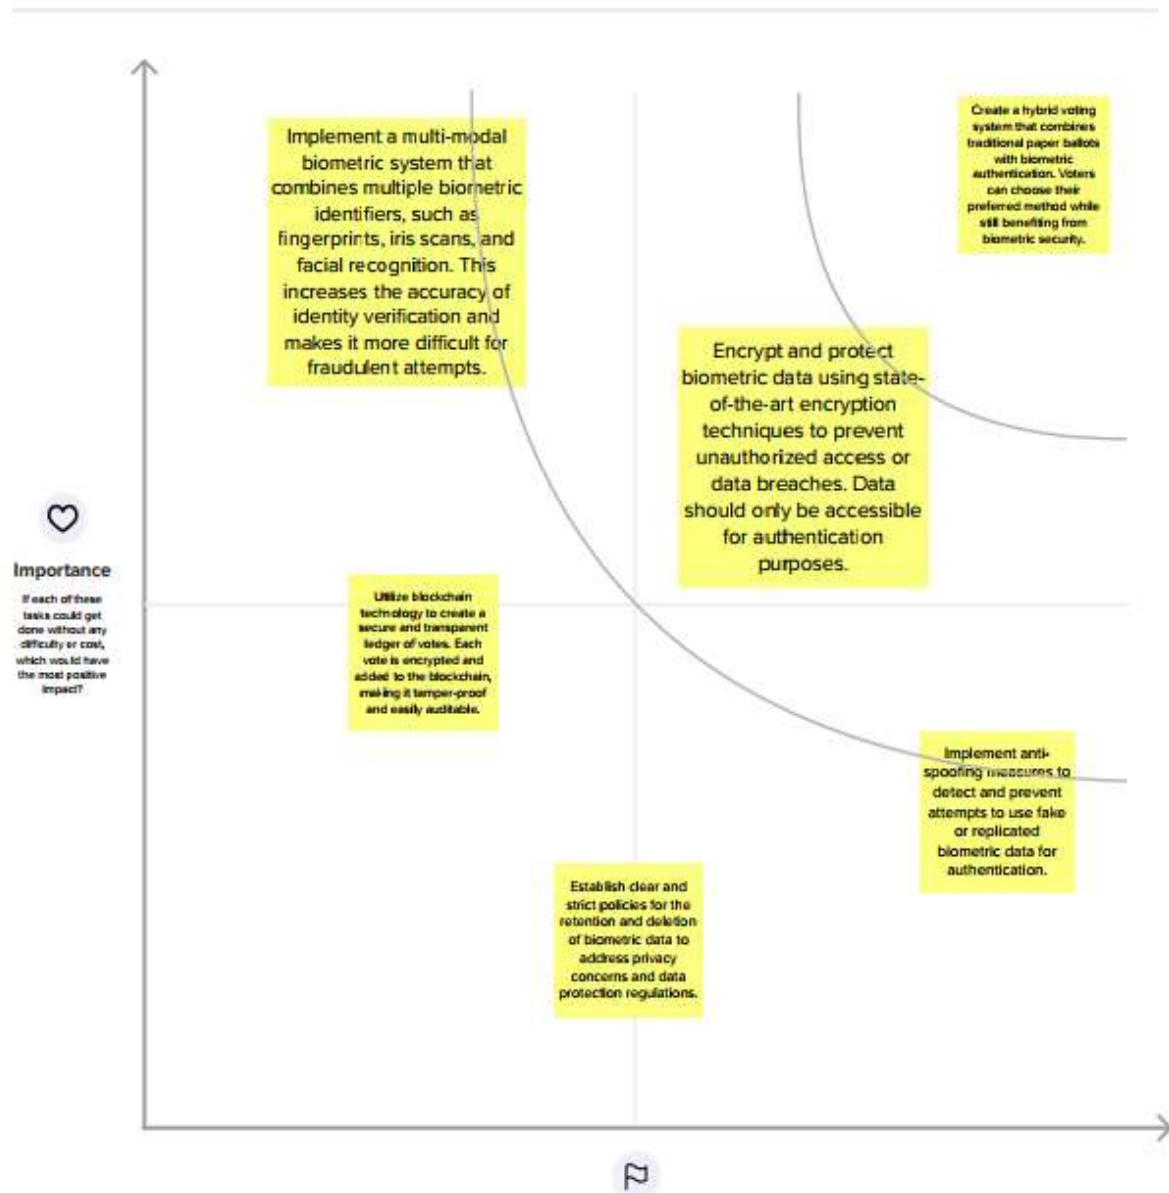 Implement a multi-modal
biometric system that
combines multiple biometric
identifiers, such as
fingerprints, iris scans, and
facial recognition. This
increases the accuracy of
identity verification and
makes it more difficult for
fraudulent attempts.
Create a hybrid voting
system that combines
traditional paper ballots
with biometric
authentication. Voters
can choose their
preferred method while
still benefiting from
biometric security.
Encrypt and protect
biometric data using state-
of-the-art encryption
techniques to prevent
unauthorized access or
data breaches. Data
should only be accessible
for authentication
purposes.
Importance
If each of these
tasks could get
done without any
difficulty or cost,
which would have
the most positive
impact?
Utilize blockchain
technology to create a
secure and transparent
ledger of votes. Each
vote is encrypted and
added to the blockchain,
making it tamper-proof
and easily auditable.
Implement anti-
spoofing measures to
detect and prevent
attempts to use fake
or replicated
biometric data for
authentication.
Establish clear and
strict policies for the
retention and deletion
of biometric data to
address privacy
concerns and data
protection regulations.